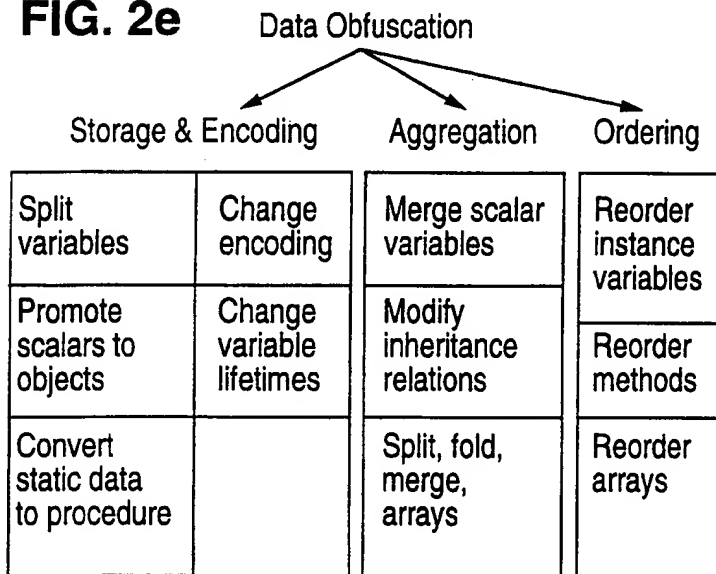 FIG. 2e
Data Obfuscation
Storage & Encoding
Aggregation
Ordering
Split
variables
Change
encoding
Merge scalar
variables
Reorder
instance
variables
Promote
scalars to
objects
Change
variable
lifetimes
Modify
inheritance
relations
Reorder
methods
Convert
static data
to procedure
Split, fold,
merge,
arrays
Reorder
arrays